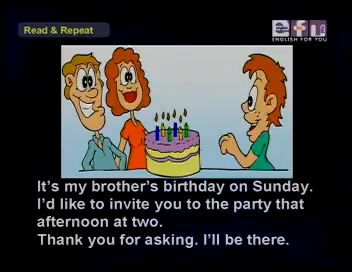 Read & Repeat
efu
ENGLISH FOR YOU
It's my brother's birthday on Sunday.
I'd like to invite you to the party that
afternoon at two.
Thank you for asking. I'll be there.